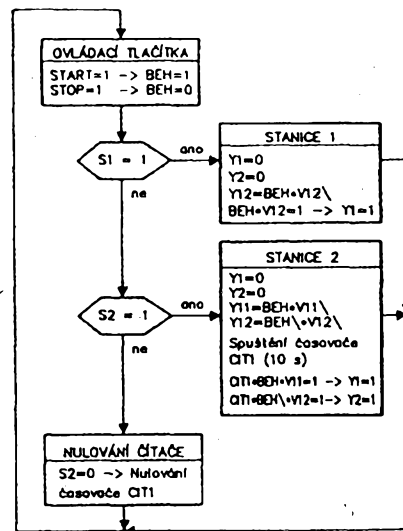 OVLÁDACÍ TLAČÍTKA
START=1 -> BEH=1
STOP=1 -> BEH=0
S1 = 1
ano
ne
STANICE 1
Y1=0
Y2=0
Y12=BEH•V12\
BEH•V12=1 -> Y1=1
S2 = 1
ano
ne
STANICE 2
Y1=0
Y2=0
Y11=BEH•V11\
Y12=BEH\•V12\
Spuštění časovače
CIT1 (10 s)
CIT1•BEH•V11=1 -> Y1=1
CIT1•BEH\•V12=1-> Y2=1
NULOVÁNÍ ČÍTAČE
S2=0 -> Nulování
časovače CIT1